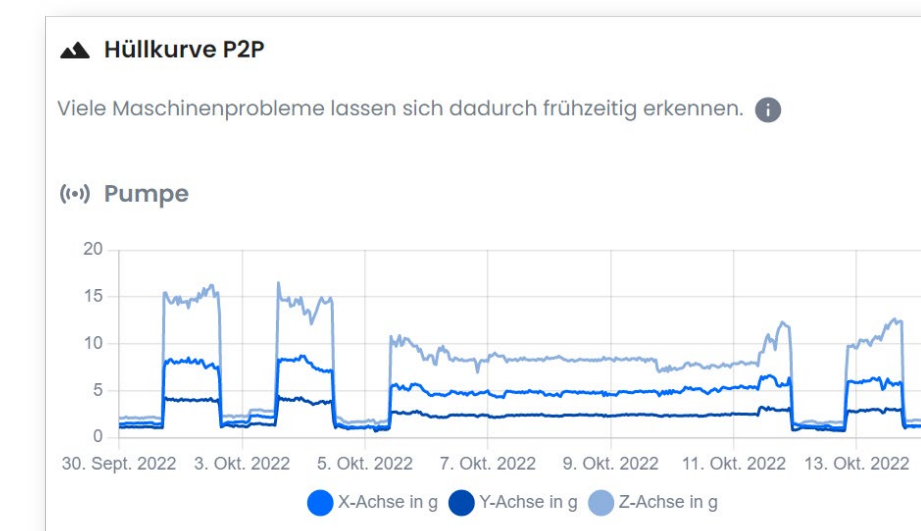 Hüllkurve P2P
Viele Maschinenprobleme lassen sich dadurch frühzeitig erkennen.
Pumpe
20
15
10
5
0
30. Sept. 2022 3. Okt. 2022 5. Okt. 2022 7. Okt. 2022 9. Okt. 2022 11. Okt. 2022 13. Okt. 2022
X-Achse in g Y-Achse in g Z-Achse in g